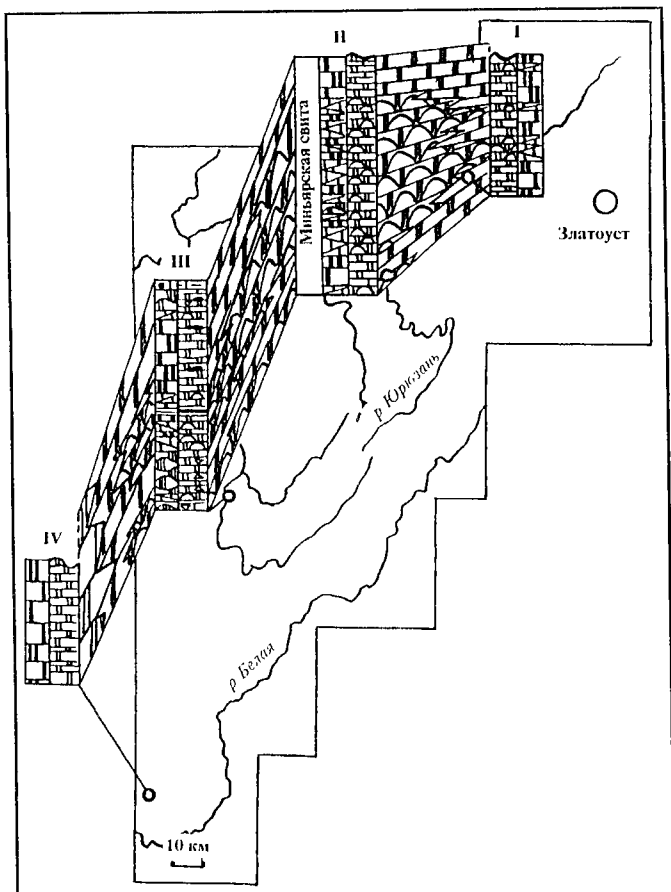 II
I
Миньярская свита
Златоуст
III
р Юрюзань
IV
р Белая
10 км